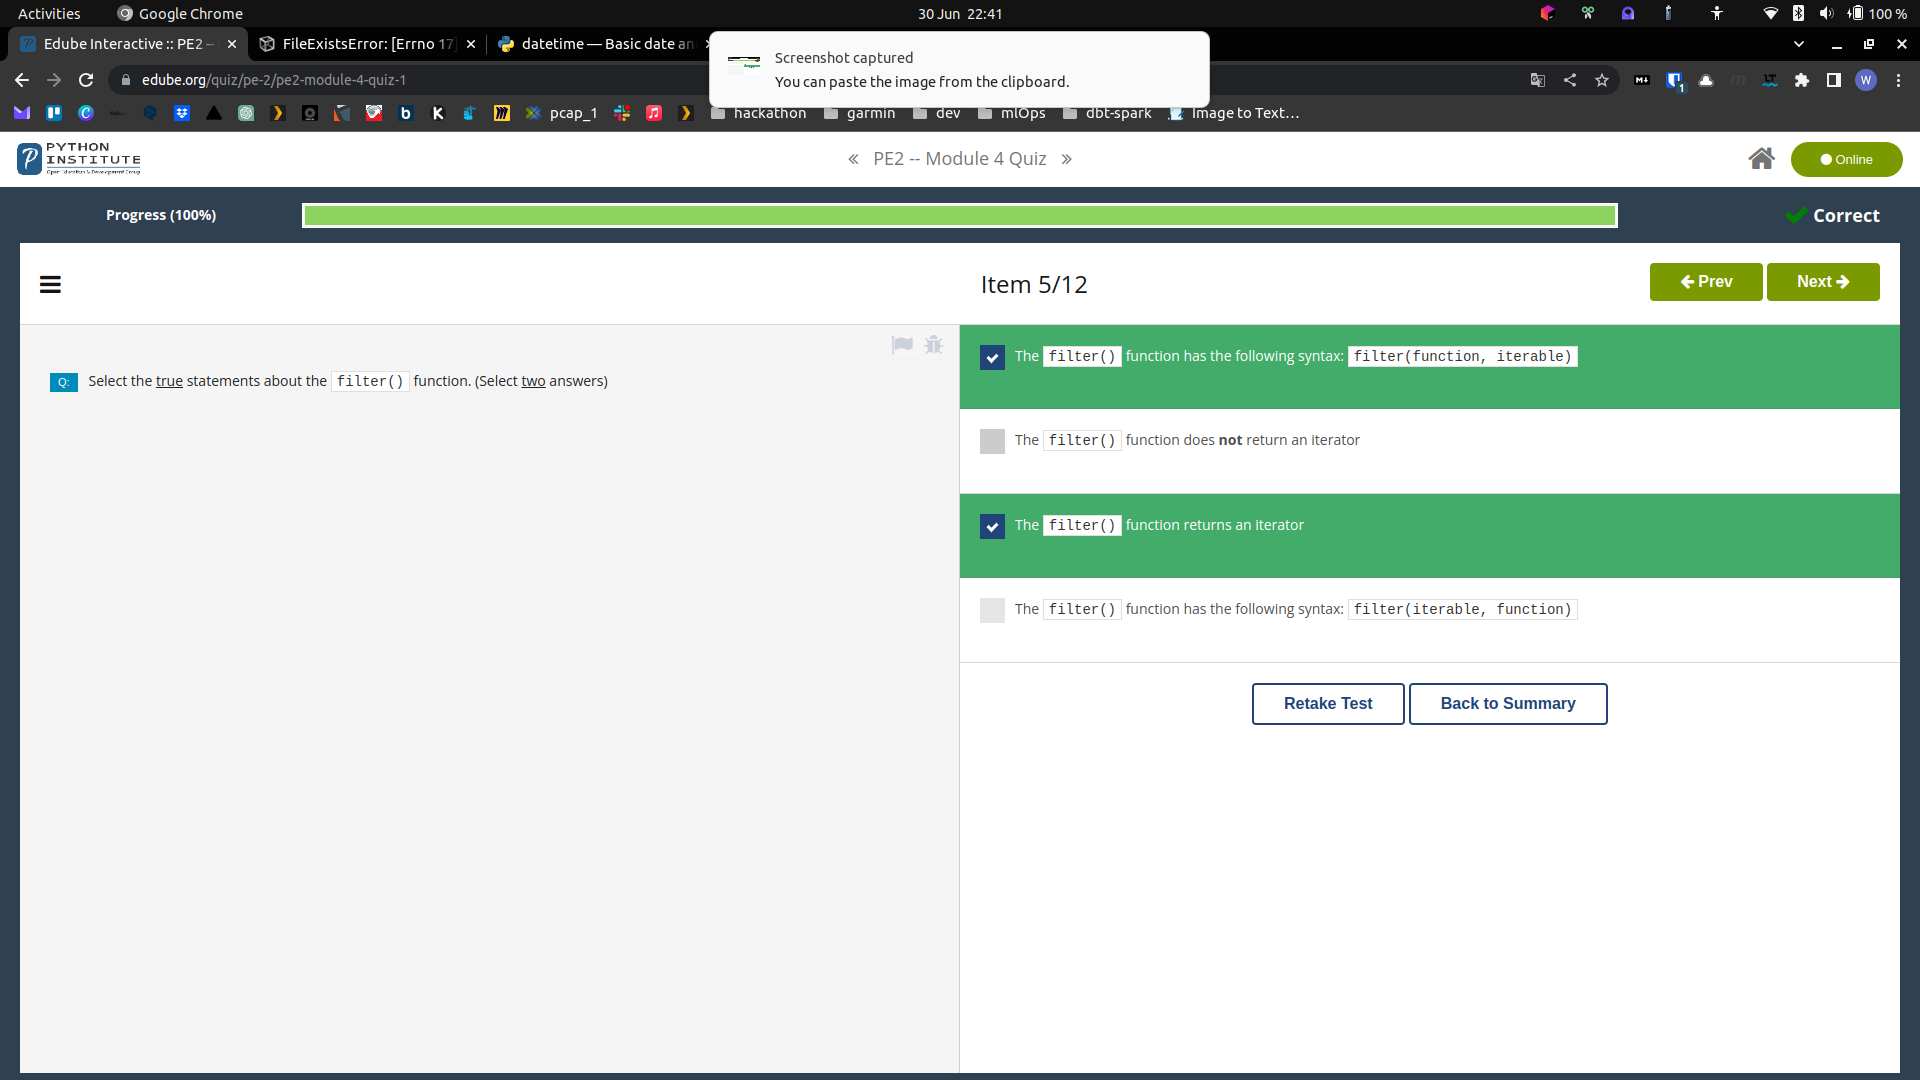 Activities
Google Chrome
30 Jun 22:41
100 %
Edube Interactive :: PE2 –
FileExistsError: [Errno 17]
datetime — Basic date an
Screenshot captured
You can paste the image from the clipboard.
edube.org/quiz/pe-2/pe2-module-4-quiz-1
pcap_1
hackathon
garmin
dev
mlOps
dbt-spark
Image to Text…
PYTHON
INSTITUTE
Open Education & Development Group
« PE2 -- Module 4 Quiz »
Online
Progress (100%)
Correct
Item 5/12
Prev
Next
Q: Select the true statements about the filter() function. (Select two answers)
The filter() function has the following syntax: filter(function, iterable)
The filter() function does not return an iterator
The filter() function returns an iterator
The filter() function has the following syntax: filter(iterable, function)
Retake Test
Back to Summary